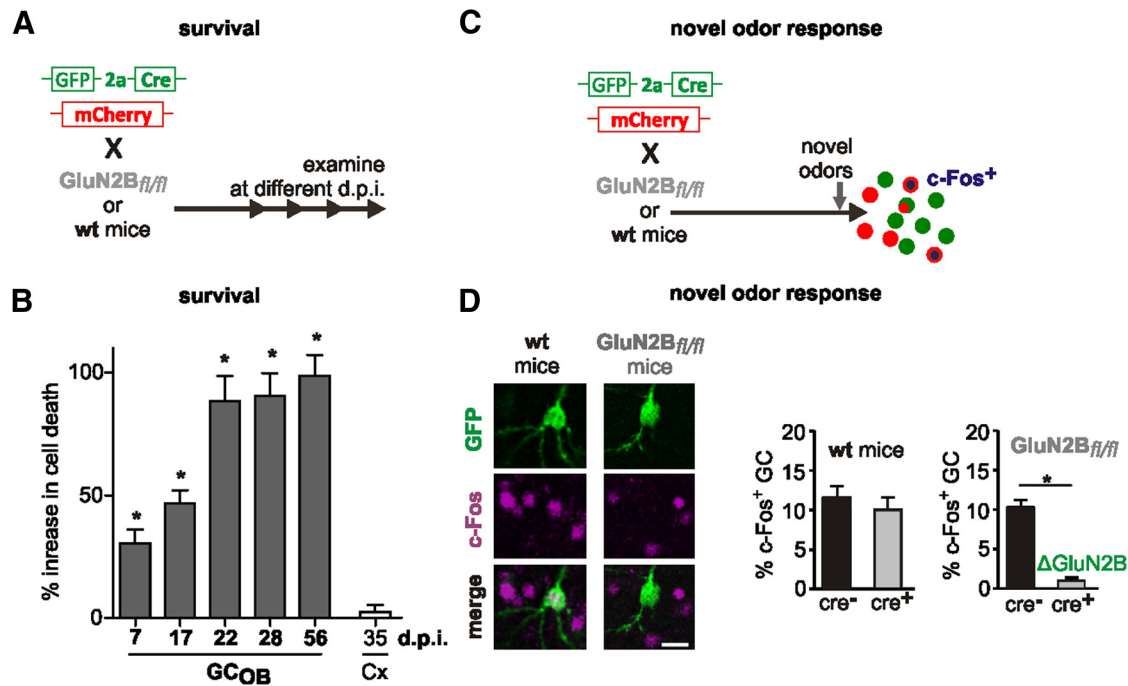 A
survival
GFP 2a Cre
mCherry
X
GluN2Bfl/fl
or
wt mice
examine
at different d.p.i.
C
novel odor response
GFP 2a Cre
mCherry
X
GluN2Bfl/fl
or
wt mice
novel
odors
c-Fos+
B
survival
% inrease in cell death
100
50
0
* * * * *
7 17 22 28 56 35 d.p.i.
GCOB Cx
D
novel odor response
wt
mice
GluN2Bfl/fl
mice
GFP
c-Fos
merge
% c-Fos+ GC
20
15
10
5
0
wt mice
cre- cre+
% c-Fos+ GC
20
15
10
5
0
GluN2Bfl/fl
*
ΔGluN2B
cre- cre+